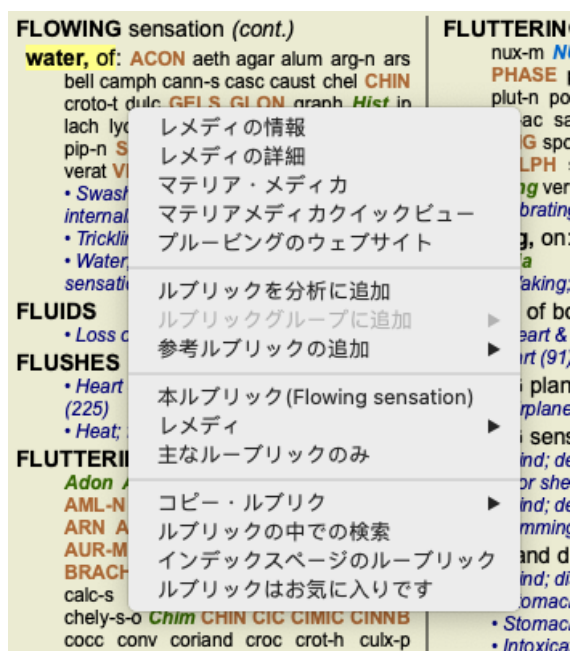 FLOWING sensation (cont.)
water, of: ACON aeth agar alum arg-n ars
bell camph cann-s casc caust chel CHIN
croto-t dulc GELS GLON graph Hist ip
lach
pip-n
verat
• Swash
internal
•
• Water,
FLUIDS
• Loss
FLUSHES
• Heart
(225)
• Heat;
Adon
AML-N
ARN
AUR-M
BRACH
calc-s
chely-s-o Chim CHIN CIC CIMIC CINNB
cocc conv coriand croc crot-h culx-p
レメディの情報
レメディの詳細
マテリア・メディカ
マテリアメディカクイックビュー
プルービングのウェブサイト
ルブリックを分析に追加
ルブリックグループに追加
参考ルブリックの追加
本ルブリック(Flowing sensation)
レメディ
主なルーブリックのみ
コピー・ルブリク
ルブリックの中での検索
インデックスページのルーブリック
ルブリックはお気に入りです
nux-m
PHASE
plut-n
on:
of
(91)
and
• Stomac
• Intoxica